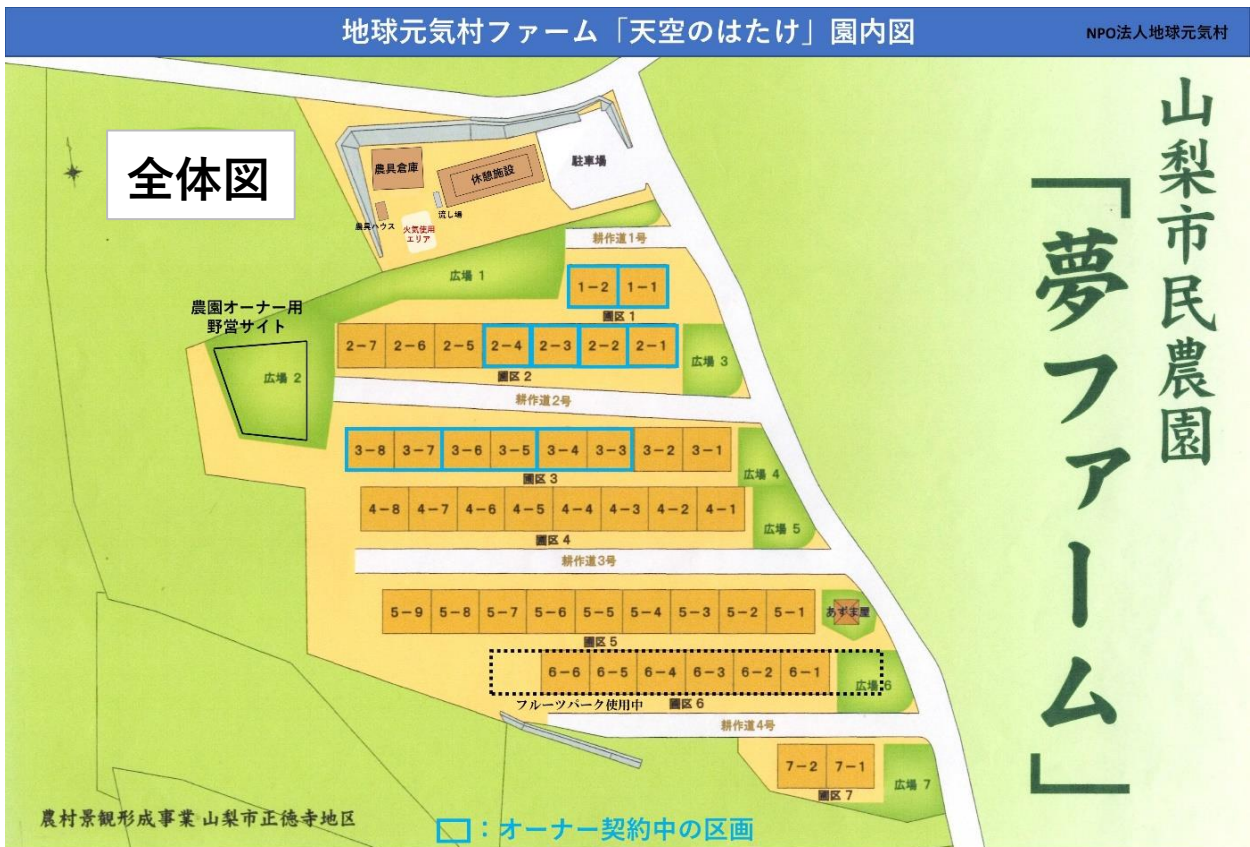 地球元気村ファーム「天空のはたけ」園内図
NPO法人地球元気村
全体図
山梨市民農園
「夢ファーム」
農具倉庫
休憩施設
駐車場
農具ハウス
流し場
火気使用
エリア
耕作道1号
広場 1
1-2 1-1
圃区 1
農園オーナー用
野営サイト
広場 2
2-7 2-6 2-5 2-4 2-3 2-2 2-1
広場 3
圃区 2
耕作道2号
3-8 3-7 3-6 3-5 3-4 3-3 3-2 3-1
広場 4
圃区 3
4-8 4-7 4-6 4-5 4-4 4-3 4-2 4-1
広場 5
圃区 4
耕作道3号
5-9 5-8 5-7 5-6 5-5 5-4 5-3 5-2 5-1
あずま屋
圃区 5
6-6 6-5 6-4 6-3 6-2 6-1
広場 6
フルーツパーク使用中
圃区 6
耕作道4号
7-2 7-1
広場 7
圃区 7
農村景観形成事業 山梨市正徳寺地区
：オーナー契約中の区画